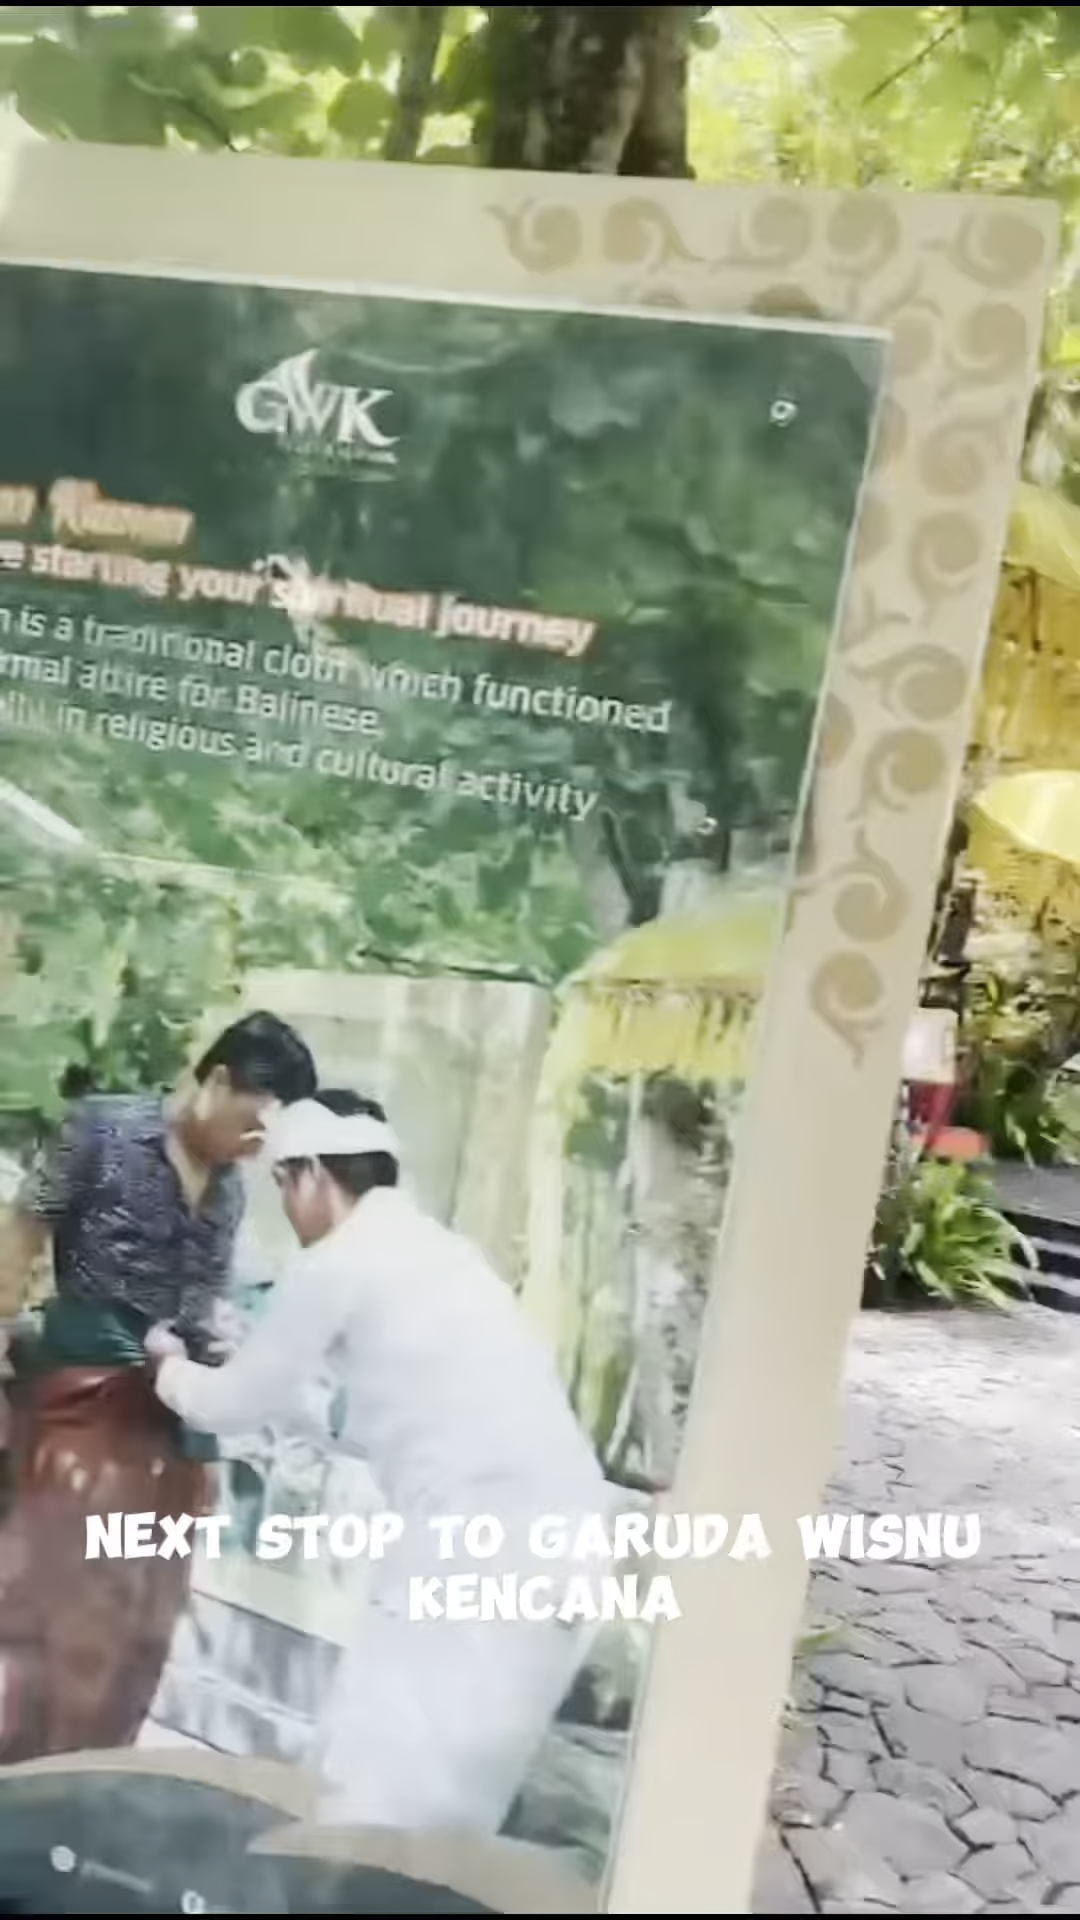 GWK
starting your spiritual journey
is a traditional cloth which functioned
attire for Balinese.
in religious and cultural activity
NEXT STOP TO GARUDA WISNU
KENCANA